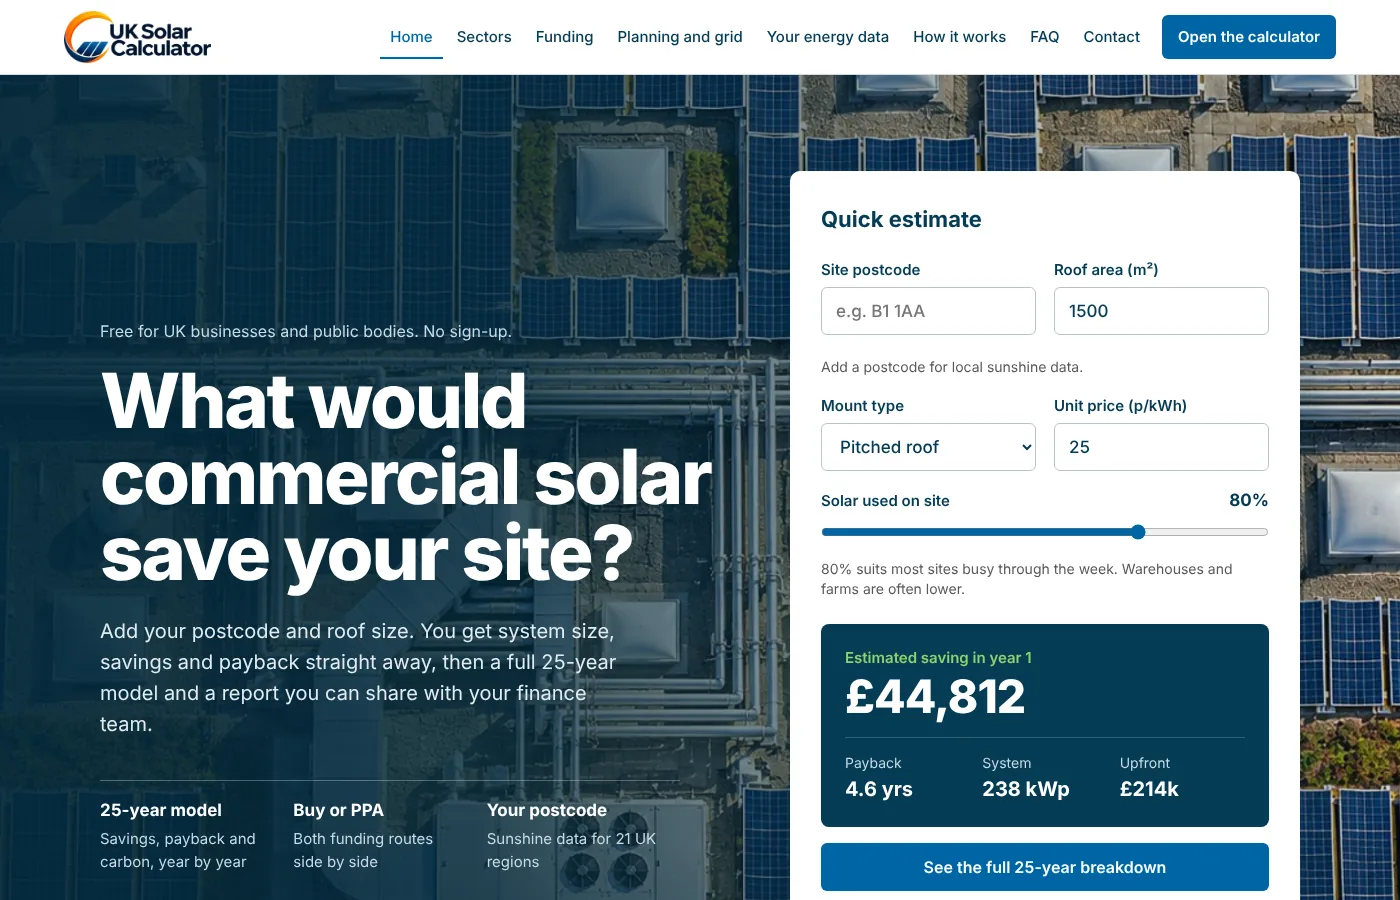 UK Solar
Calculator
Home
Sectors
Funding
Planning and grid
Your energy data
How it works
FAQ
Contact
Open the calculator
Free for UK businesses and public bodies. No sign-up.
What would
commercial solar
save your site?
Add your postcode and roof size. You get system size,
savings and payback straight away, then a full 25-year
model and a report you can share with your finance
team.
25-year model
Savings, payback and
carbon, year by year
Buy or PPA
Both funding routes
side by side
Your postcode
Sunshine data for 21 UK
regions
Quick estimate
Site postcode
e.g. B1 1AA
Roof area (m²)
1500
Add a postcode for local sunshine data.
Mount type
Pitched roof
Unit price (p/kWh)
25
Solar used on site
80%
80% suits most sites busy through the week. Warehouses and
farms are often lower.
Estimated saving in year 1
£44,812
Payback
4.6 yrs
System
238 kWp
Upfront
£214k
See the full 25-year breakdown